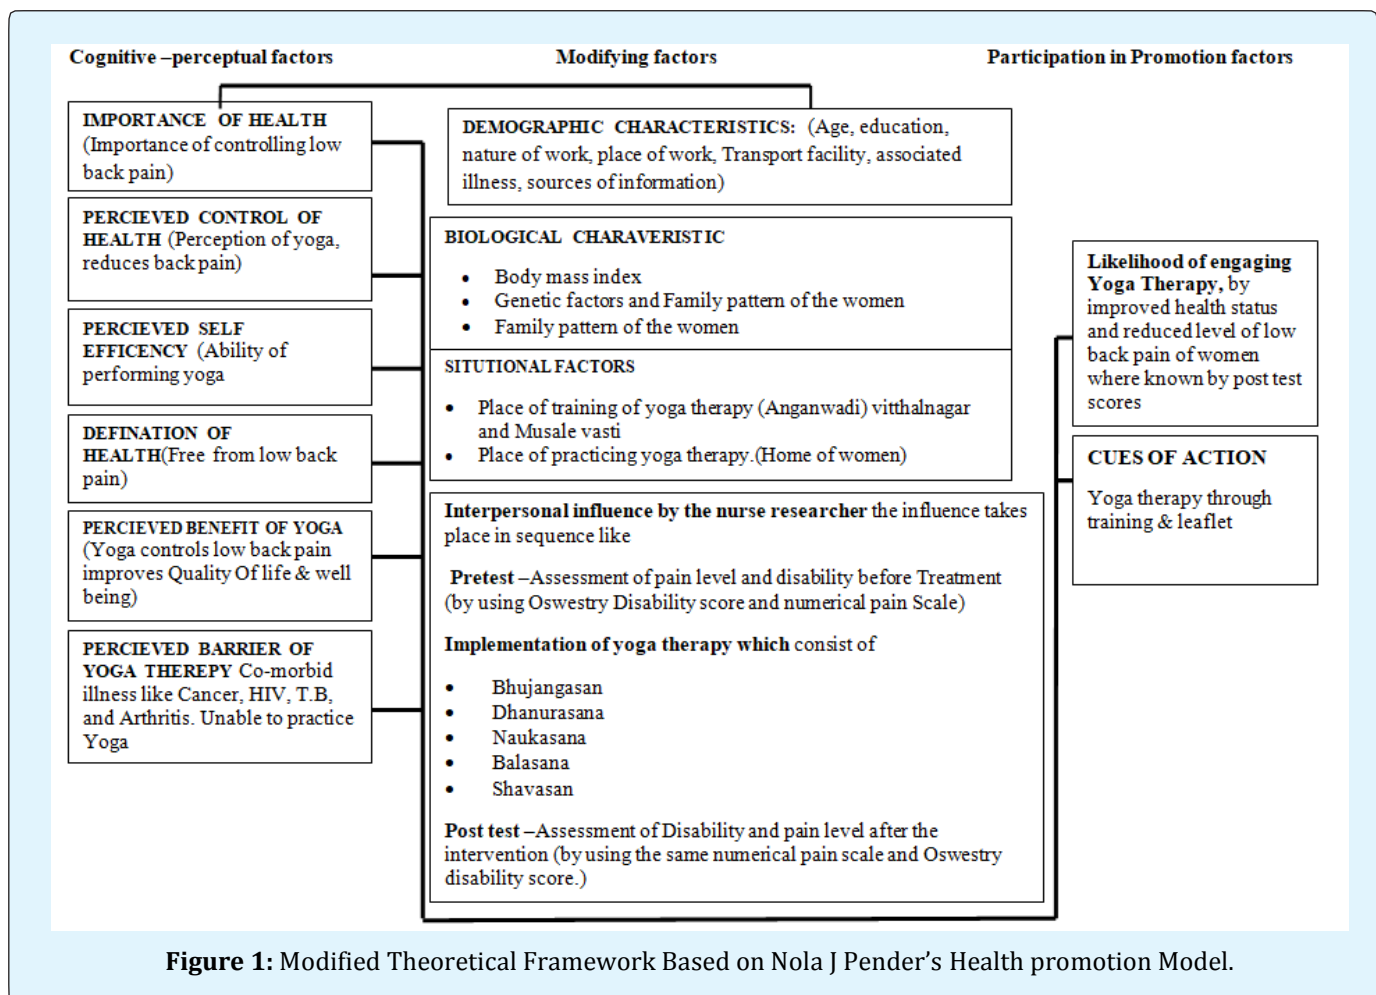 Cognitive –perceptual factors
Modifying factors
Participation in Promotion factors
IMPORTANCE OF HEALTH
(Importance of controlling low
back pain)
PERCIEVED CONTROL OF
HEALTH (Perception of yoga,
reduces back pain)
PERCIEVED SELF
EFFICENCY (Ability of
performing yoga
DEFINATION OF
HEALTH(Free from low back
pain)
PERCIEVED BENEFIT OF YOGA
(Yoga controls low back pain
improves Quality Of life & well
being)
PERCIEVED BARRIER OF
YOGA THEREPY Co-morbid
illness like Cancer, HIV, T.B,
and Arthritis. Unable to practice
Yoga
DEMOGRAPHIC CHARACTERISTICS: (Age, education,
nature of work, place of work, Transport facility, associated
illness, sources of information)
BIOLOGICAL CHARAVERISTIC
• Body mass index
• Genetic factors and Family pattern of the women
• Family pattern of the women
SITUTIONAL FACTORS
• Place of training of yoga therapy (Anganwadi) vitthalnagar
and Musale vasti
• Place of practicing yoga therapy.(Home of women)
Interpersonal influence by the nurse researcher the influence takes
place in sequence like
Pretest –Assessment of pain level and disability before Treatment
(by using Oswestry Disability score and numerical pain Scale)
Implementation of yoga therapy which consist of
• Bhujangasan
• Dhanurasana
• Naukasana
• Balasana
• Shavasan
Post test –Assessment of Disability and pain level after the
intervention (by using the same numerical pain scale and Oswestry
disability score.)
Likelihood of engaging
Yoga Therapy, by
improved health status
and reduced level of low
back pain of women
where known by post test
scores
CUES OF ACTION
Yoga therapy through
training & leaflet
Figure 1: Modified Theoretical Framework Based on Nola J Pender's Health promotion Model.